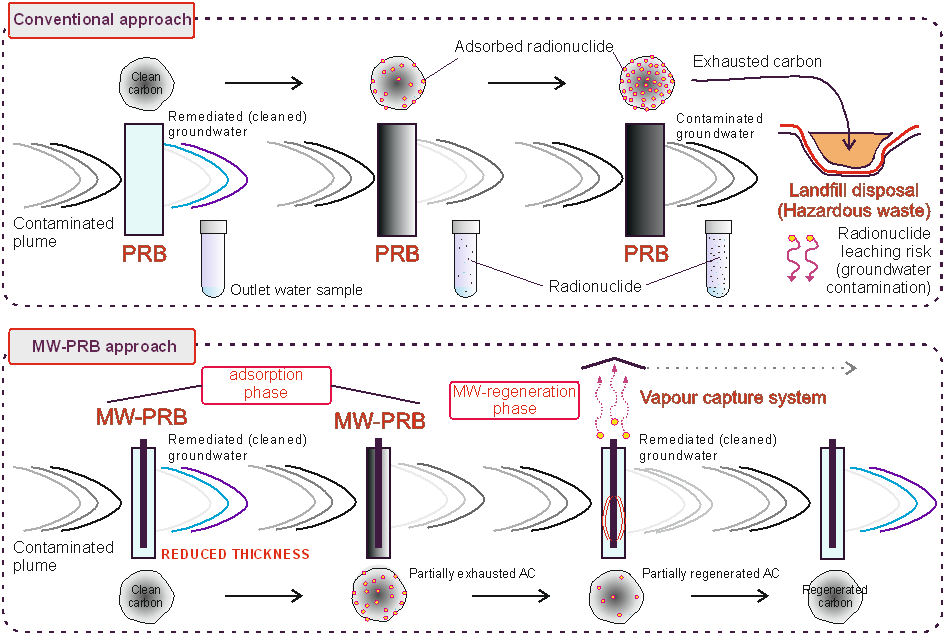 Conventional approach
Clean
carbon
Adsorbed radionuclide
Exhausted carbon
Remediated (cleaned)
groundwater
Contaminated
groundwater
Contaminated
plume
PRB
PRB
PRB
Landfill disposal
(Hazardous waste)
Outlet water sample
Radionuclide
Radionuclide
leaching risk
(groundwater
contamination)
MW-PRB approach
adsorption
phase
MW-regeneration
phase
Vapour capture system
MW-PRB
MW-PRB
Remediated (cleaned)
groundwater
Remediated (cleaned)
groundwater
Contaminated
plume
REDUCED THICKNESS
Clean
carbon
Partially exhausted AC
Partially regenerated AC
Regenerated
carbon